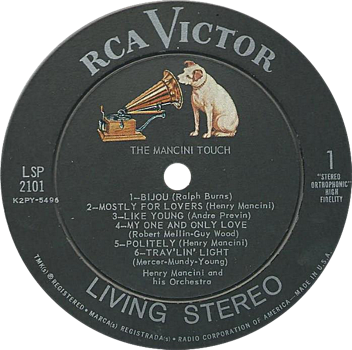 RCA VICTOR
THE MANCINI TOUCH
LSP
2101
K2PY-5496
1
"STEREO
ORTHOPHONIC"
HIGH
FIDELITY
1–BIJOU (Ralph Burns)
2–MOSTLY FOR LOVERS (Henry Mancini)
3–LIKE YOUNG (Andre Previn)
4–MY ONE AND ONLY LOVE
(Robert Mellin-Guy Wood)
5–POLITELY (Henry Mancini)
6–TRAV'LIN' LIGHT
(Mercer-Mundy-Young)
Henry Mancini and
his Orchestra
LIVING STEREO
TMK(s) ® REGISTERED • MARCA(s) REGISTRADA(s) • RADIO CORPORATION OF AMERICA – MADE IN U.S.A.